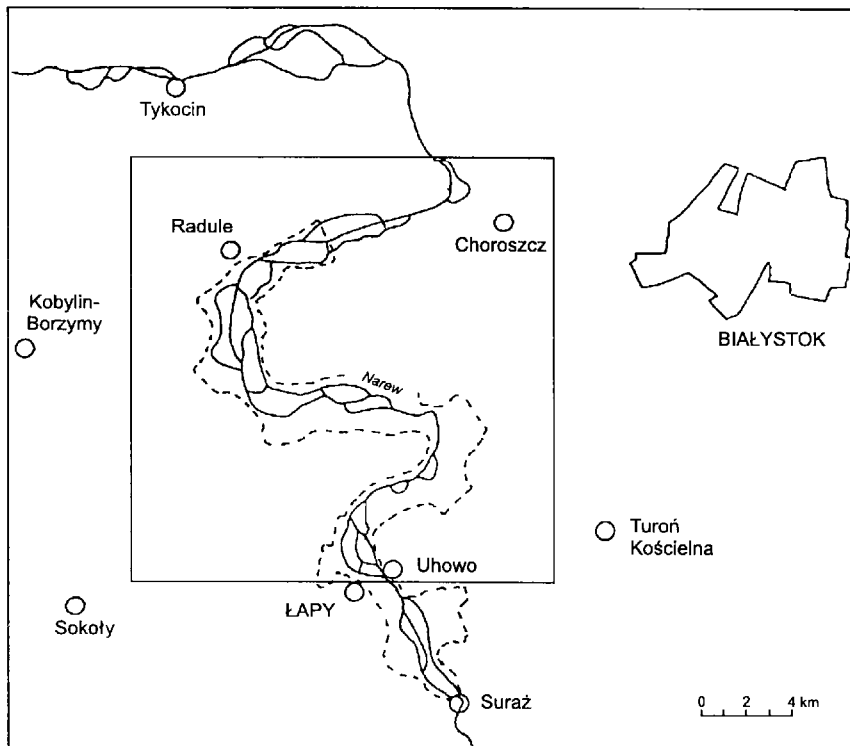 Tykocin
Radule
Choroszcz
Kobylin-
Borzymy
BIAŁYSTOK
Narew
Turoń
Kościelna
Uhowo
ŁAPY
Sokoły
Suraż
0 2 4 km